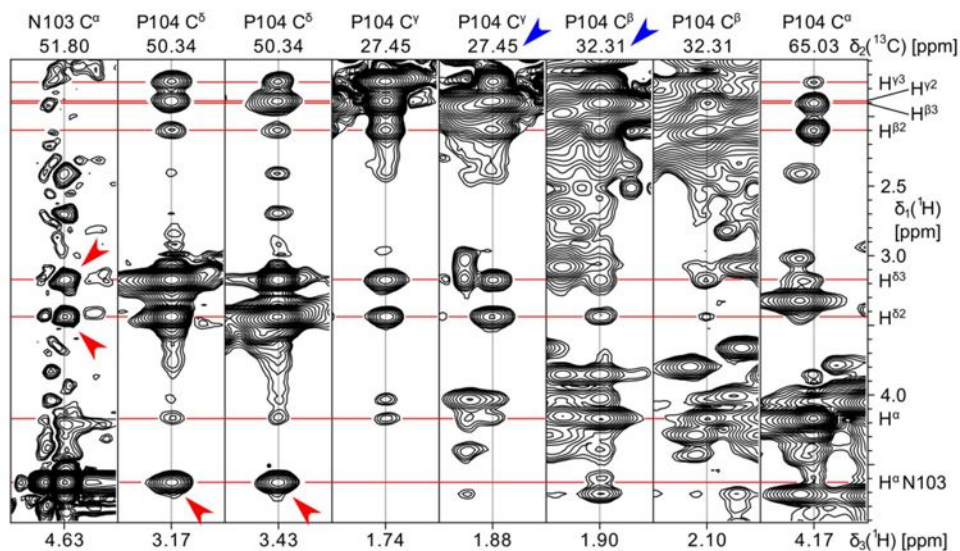 N103 Cα P104 Cδ P104 Cδ P104 Cγ P104 Cγ P104 Cβ P104 Cβ P104 Cα
51.80 50.34 50.34 27.45 27.45 32.31 32.31 65.03 δ2(13C) [ppm]
Hγ3
Hγ2
Hβ3
Hβ2
2.5
δ1(1H)
[ppm]
3.0
Hδ3
Hδ2
4.0
Hα
Hα N103
4.63 3.17 3.43 1.74 1.88 1.90 2.10 4.17 δ3(1H) [ppm]